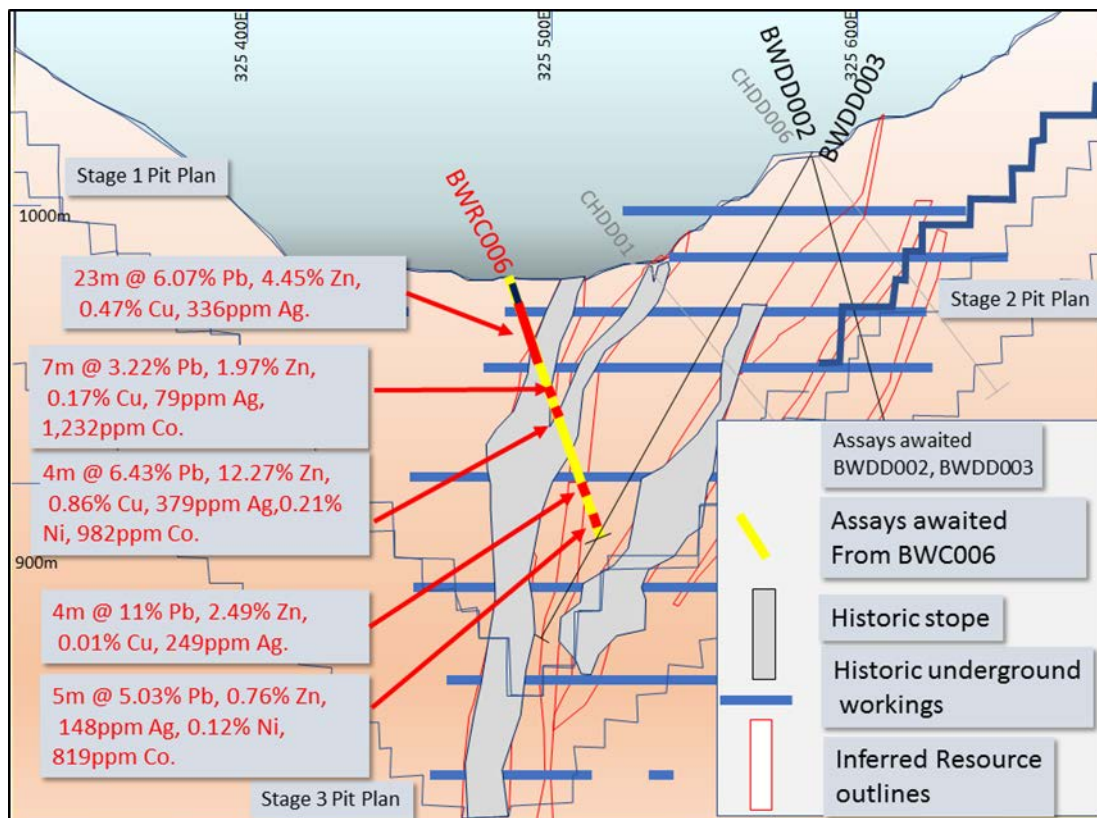 325 400
325 500
325 600
BWDD002
CHDD006
BWDD003
Stage 1 Pit Plan
1000m
BWRC006
CHDD01
23m @ 6.07% Pb, 4.45% Zn,
0.47% Cu, 336ppm Ag.
Stage 2 Pit Plan
7m @ 3.22% Pb, 1.97% Zn,
0.17% Cu, 79ppm Ag,
1,232ppm Co.
4m @ 6.43% Pb, 12.27% Zn,
0.86% Cu, 379ppm Ag,0.21%
Ni, 982ppm Co.
900m
4m @ 11% Pb, 2.49% Zn,
0.01% Cu, 249ppm Ag.
5m @ 5.03% Pb, 0.76% Zn,
148ppm Ag, 0.12% Ni,
819ppm Co.
Stage 3 Pit Plan
Assays awaited
BWDD002, BWDD003
Assays awaited
From BWC006
Historic stope
Historic underground
workings
Inferred Resource
outlines